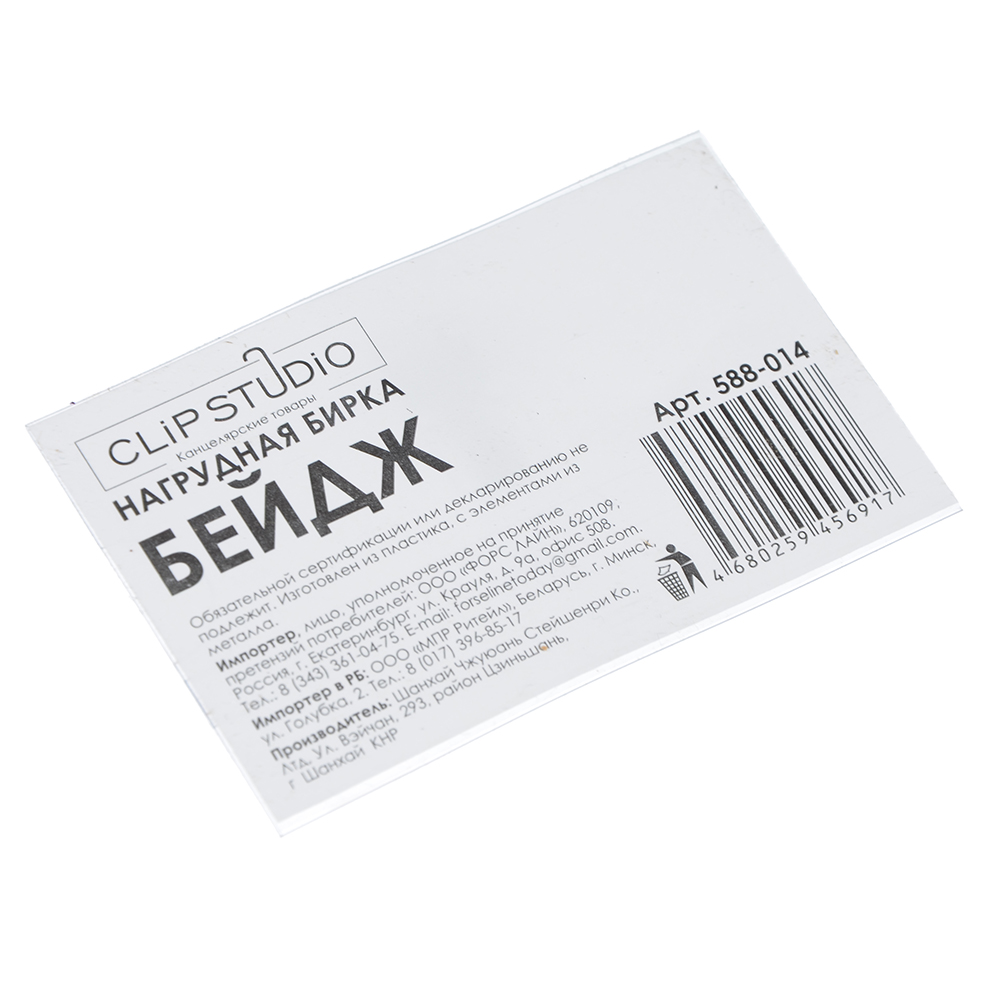 CLiPSTUDiO
Канцелярские товары
НАГРУДНАЯ БИРКА
БЕЙДЖ
Обязательной сертификации или декларированию не
подлежит. Изготовлен из пластика, с элементами из
металла.
Импортер, лицо, уполномоченное на принятие
претензий потребителей: ООО «ФОРС ЛАЙН», 620109,
Россия, г. Екатеринбург, ул. Крауля, д. 9а, офис 508.
Тел.: 8 (343) 361-04-75. E-mail: forselinetoday@gmail.com.
Импортер в РБ: ООО «МПР Ритейл», Беларусь, г. Минск,
ул. Голубка, 2. Тел.: 8 (017) 396-85-17
Производитель: Шанхай Чжуюань Стейшенри Ко.,
Лтд. Ул. Вэйчан, 293, район Цзиньшань,
г Шанхай КНР
Арт. 588-014
4680259456917